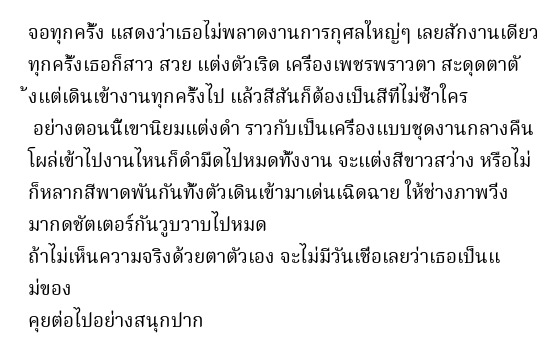 จอทุกครั้ง แสดงว่าเธอไม่พลาดงานการกุศลใหญ่ๆ เลยสักงานเดียว
ทุกครั้งเธอก็สาว สวย แต่งตัวเริด เครื่องเพชรพราวตา สะดุดตาตั
้งแต่เดินเข้างานทุกครั้งไป แล้วสีสันก็ต้องเป็นสีที่ไม่ซ้ำใคร
อย่างตอนนี้เขานิยมแต่งดำ ราวกับเป็นเครื่องแบบชุดงานกลางคืน
โผล่เข้าไปงานไหนก็ดำมืดไปหมดทั้งงาน จะแต่งสีขาวสว่าง หรือไม่
ก็หลากสีพาดพันกันทั้งตัวเดินเข้ามาเด่นเฉิดฉาย ให้ช่างภาพวิ่ง
มากดชัตเตอร์กันวูบวาบไปหมด
ถ้าไม่เห็นความจริงด้วยตาตัวเอง จะไม่มีวันเชื่อเลยว่าเธอเป็นแ
ม่ของ
คุยต่อไปอย่างสนุกปาก